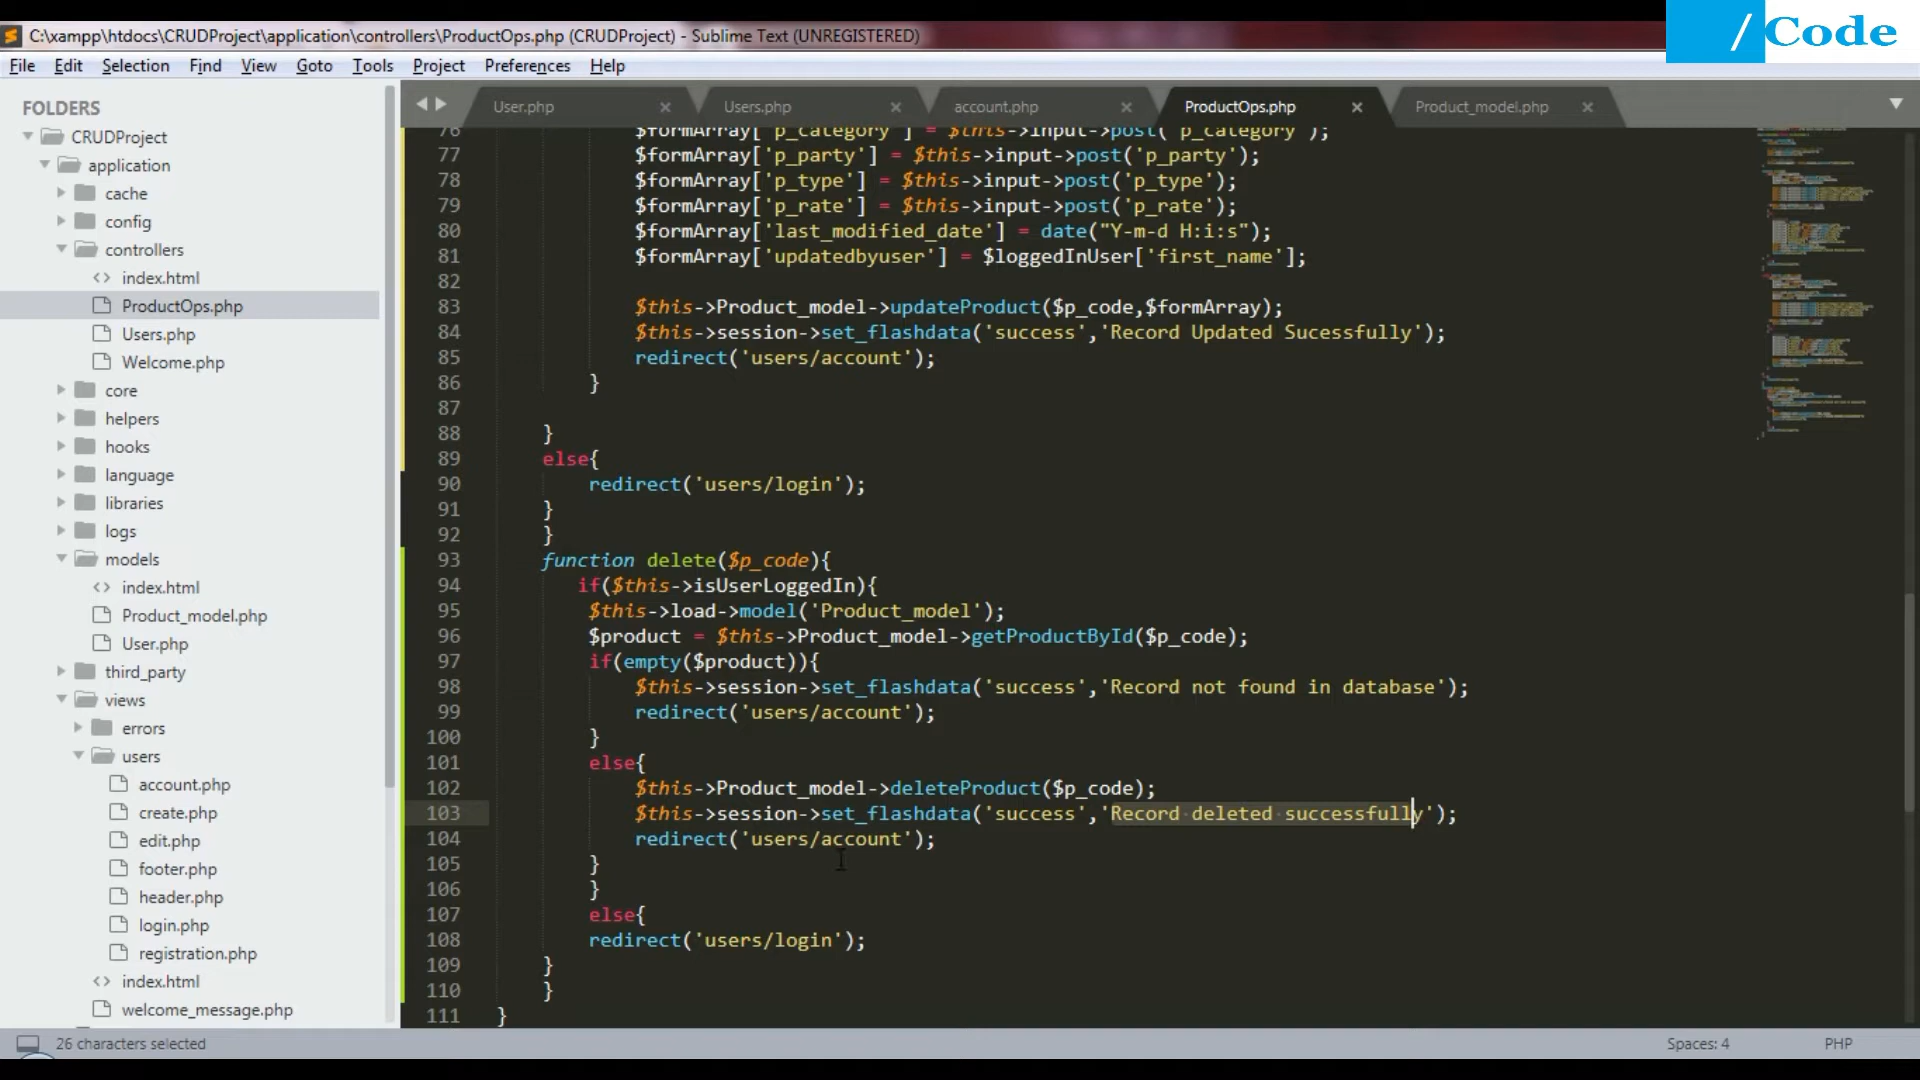 C:\xampp\htdocs\CRUDProject\application\controllers\ProductOps.php (CRUDProject) - Sublime Text (UNREGISTERED)
/Code
File Edit Selection Find View Goto Tools Project Preferences Help
FOLDERS
CRUDProject
application
cache
config
controllers
index.html
ProductOps.php
Users.php
Welcome.php
core
helpers
hooks
language
libraries
logs
models
index.html
Product_model.php
User.php
third_party
views
errors
users
account.php
create.php
edit.php
footer.php
header.php
login.php
registration.php
index.html
welcome_message.php
User.php × Users.php × account.php × ProductOps.php × Product_model.php ×
76 $formArray['p_category'] = $this->input->post('p_category');
77 $formArray['p_party'] = $this->input->post('p_party');
78 $formArray['p_type'] = $this->input->post('p_type');
79 $formArray['p_rate'] = $this->input->post('p_rate');
80 $formArray['last_modified_date'] = date("Y-m-d H:i:s");
81 $formArray['updatedbyuser'] = $loggedInUser['first_name'];
82
83 $this->Product_model->updateProduct($p_code,$formArray);
84 $this->session->set_flashdata('success','Record Updated Sucessfully');
85 redirect('users/account');
86 }
87
88 }
89 else{
90 redirect('users/login');
91 }
92 }
93 function delete($p_code){
94 if($this->isUserLoggedIn){
95 $this->load->model('Product_model');
96 $product = $this->Product_model->getProductById($p_code);
97 if(empty($product)){
98 $this->session->set_flashdata('success','Record not found in database');
99 redirect('users/account');
100 }
101 else{
102 $this->Product_model->deleteProduct($p_code);
103 $this->session->set_flashdata('success','Record deleted successfully');
104 redirect('users/account');
105 }
106 }
107 else{
108 redirect('users/login');
109 }
110 }
111 }
26 characters selected
Spaces: 4
PHP